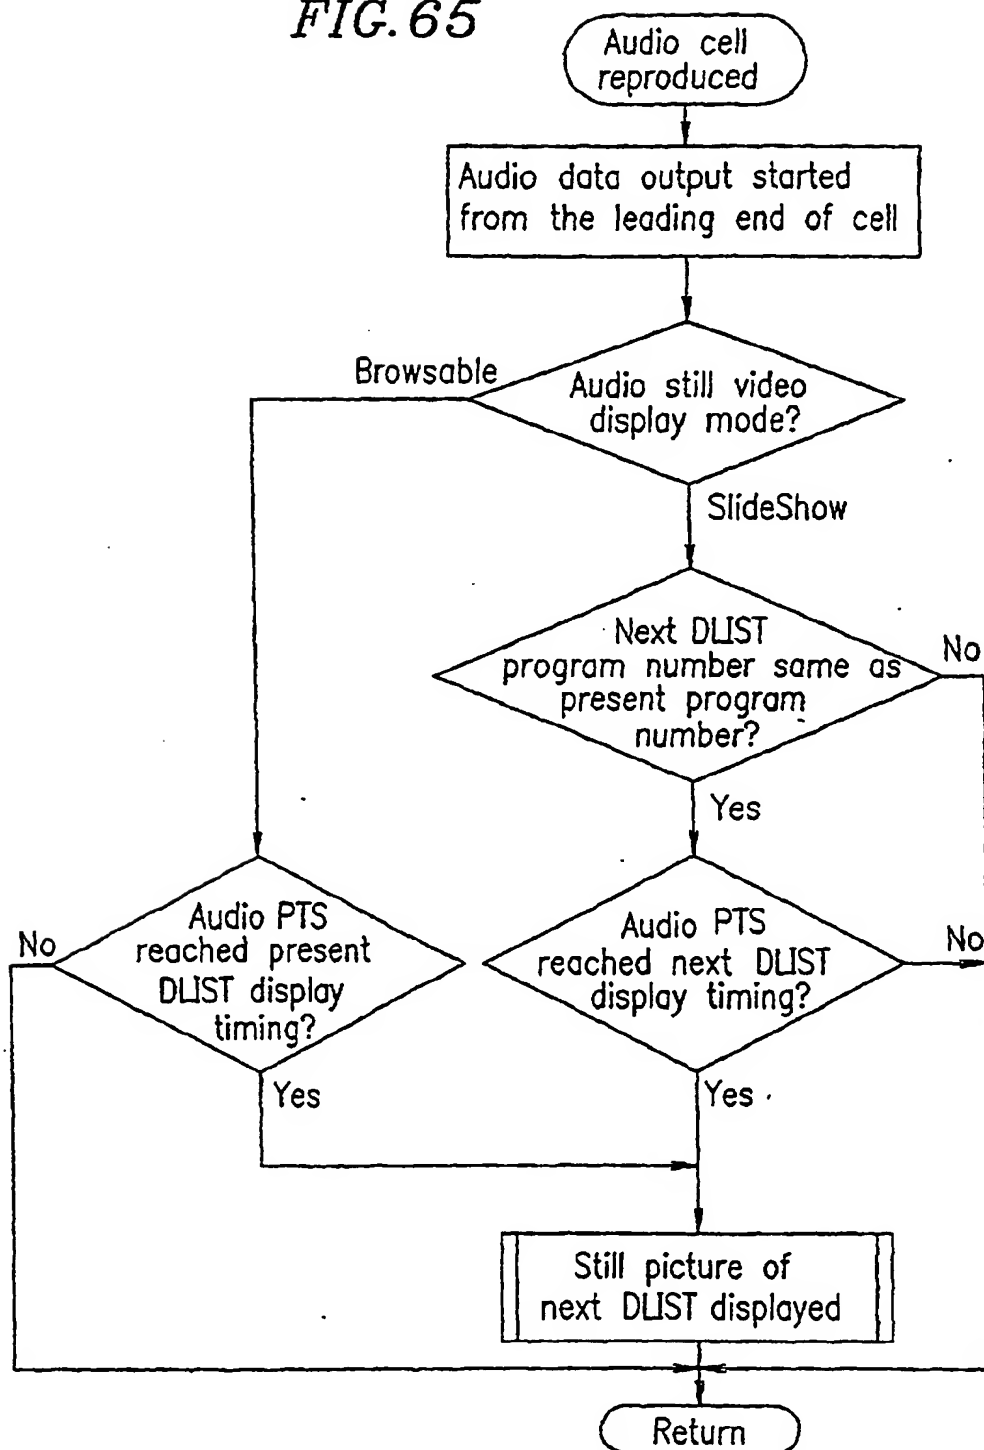 FIG. 65
Audio cell
reproduced
Audio data output started
from the leading end of cell
Browsable
Audio still video
display mode?
SlideShow
Next DLIST
program number same as
present program
number?
No
Yes
Audio PTS
reached present
DLIST display
timing?
No
Yes
Audio PTS
reached next DLIST
display timing?
No
Yes
Still picture of
next DLIST displayed
Return